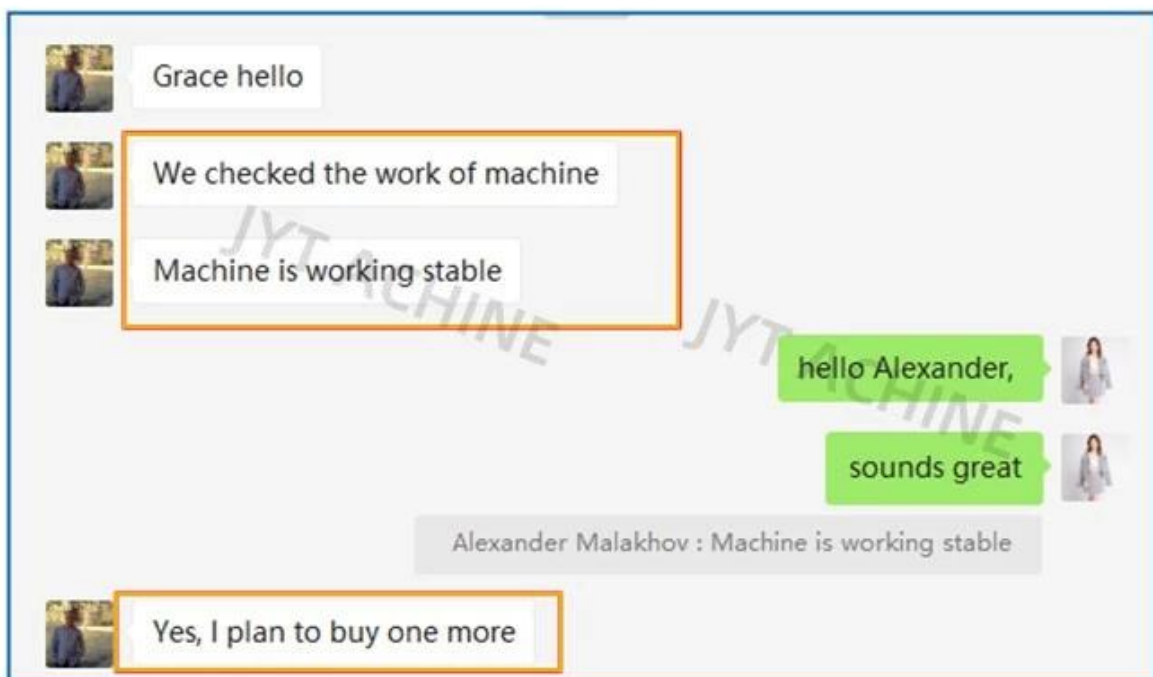 Grace hello
We checked the work of machine
Machine is working stable
JYT ACHINE
JYT ACHINE
hello Alexander,
sounds great
Alexander Malakhov : Machine is working stable
Yes, I plan to buy one more